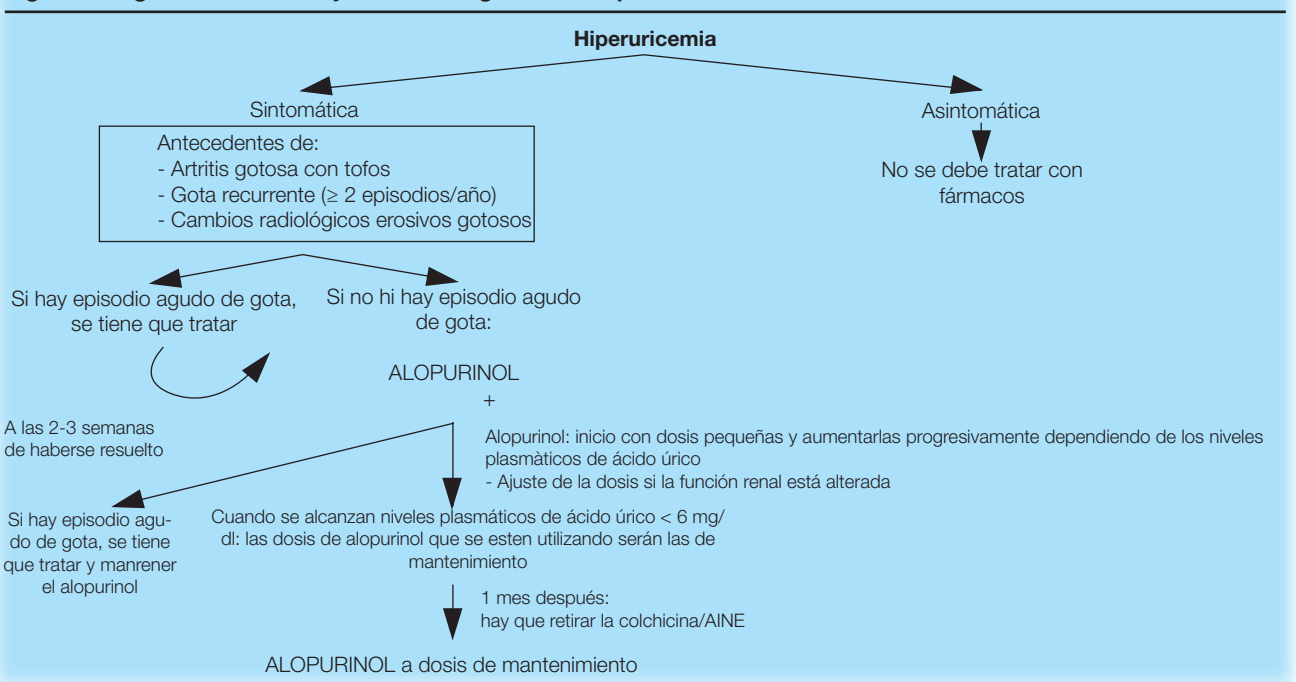 Hiperuricemia
Sintomática
Asintomática
Antecedentes de:
- Artritis gotosa con tofos
- Gota recurrente (≥ 2 episodios/año)
- Cambios radiológicos erosivos gotosos
No se debe tratar con
fármacos
Si hay episodio agudo de gota,
se tiene que tratar
Si no hi hay episodio agudo
de gota:
ALOPURINOL
+
A las 2-3 semanas
de haberse resuelto
Alopurinol: inicio con dosis pequeñas y aumentarlas progresivamente dependiendo de los niveles
plasmàticos de ácido úrico
- Ajuste de la dosis si la función renal está alterada
Si hay episodio agu-
do de gota, se tiene
que tratar y manrener
el alopurinol
Cuando se alcanzan niveles plasmáticos de ácido úrico < 6 mg/
dl: las dosis de alopurinol que se esten utilizando serán las de
mantenimiento
1 mes después:
hay que retirar la colchicina/AINE
ALOPURINOL a dosis de mantenimiento